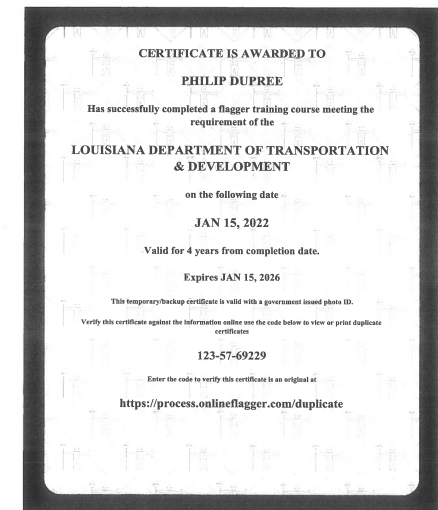 CERTIFICATE IS AWARDED TO
PHILIP DUPREE
Has successfully completed a flagger training course meeting the
requirement of the
LOUISIANA DEPARTMENT OF TRANSPORTATION
& DEVELOPMENT
on the following date
JAN 15, 2022
Valid for 4 years from completion date.
Expires JAN 15, 2026
This temporary/backup certificate is valid with a government issued photo ID.
Verify this certificate against the information online use the code below to view or print duplicate
certificates
123-57-69229
Enter the code to verify this certificate is an original at
https://process.onlineflagger.com/duplicate